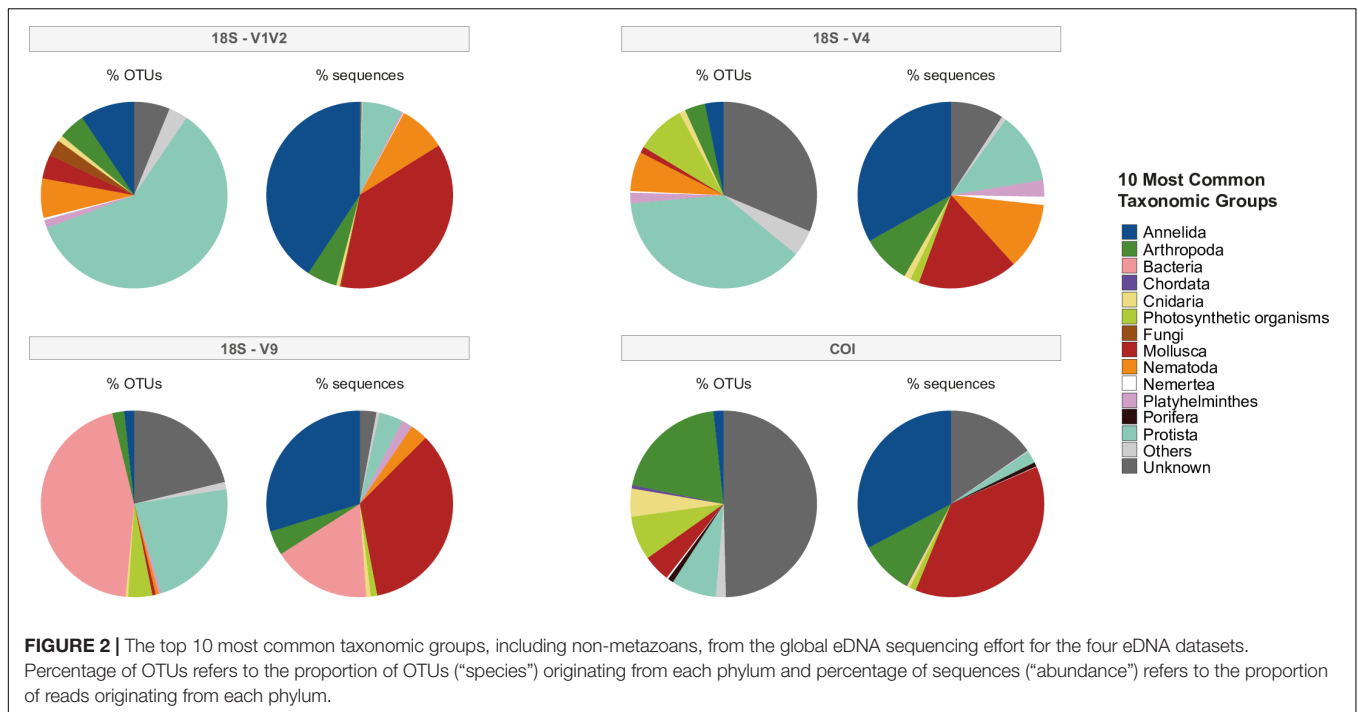 18S - V1V2
% OTUs
% sequences
18S - V4
% OTUs
% sequences
18S - V9
% OTUs
% sequences
COI
% OTUs
% sequences
10 Most Common
Taxonomic Groups
Annelida
Arthropoda
Bacteria
Chordata
Cnidaria
Photosynthetic organisms
Fungi
Mollusca
Nematoda
Nemertea
Platyhelminthes
Porifera
Protista
Others
Unknown
FIGURE 2 | The top 10 most common taxonomic groups, including non-metazoans, from the global eDNA sequencing effort for the four eDNA datasets.
Percentage of OTUs refers to the proportion of OTUs (“species”) originating from each phylum and percentage of sequences (“abundance”) refers to the proportion
of reads originating from each phylum.